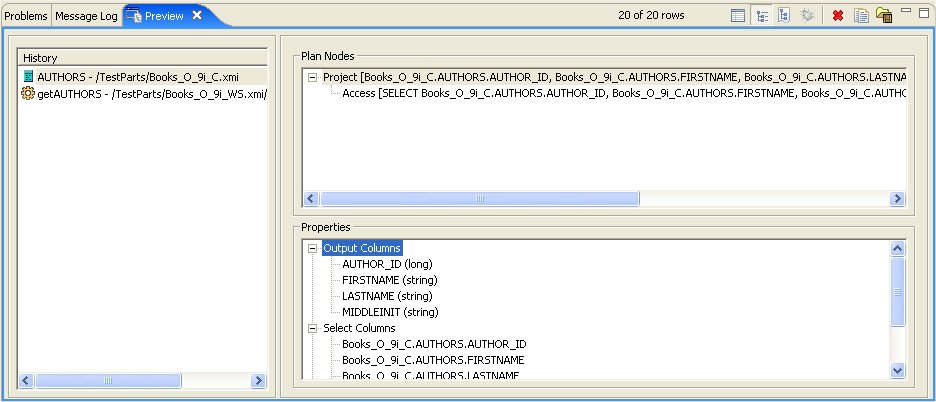 Problems Message Log Preview 20 of 20 rows
History
AUTHORS - /TestParts/Books_O_9i_C.xmi
getAUTHORS - /TestParts/Books_O_9i_WS.xmi/
Plan Nodes
Project [Books_O_9i_C.AUTHORS.AUTHOR_ID, Books_O_9i_C.AUTHORS.FIRSTNAME, Books_O_9i_C.AUTHORS.LASTNA
Access [SELECT Books_O_9i_C.AUTHORS.AUTHOR_ID, Books_O_9i_C.AUTHORS.FIRSTNAME, Books_O_9i_C.AUTHO
Properties
Output Columns
AUTHOR_ID (long)
FIRSTNAME (string)
LASTNAME (string)
MIDDLEINIT (string)
Select Columns
Books_O_9i_C.AUTHORS.AUTHOR_ID
Books_O_9i_C.AUTHORS.FIRSTNAME
Books_O_9i_C.AUTHORS.LASTNAME